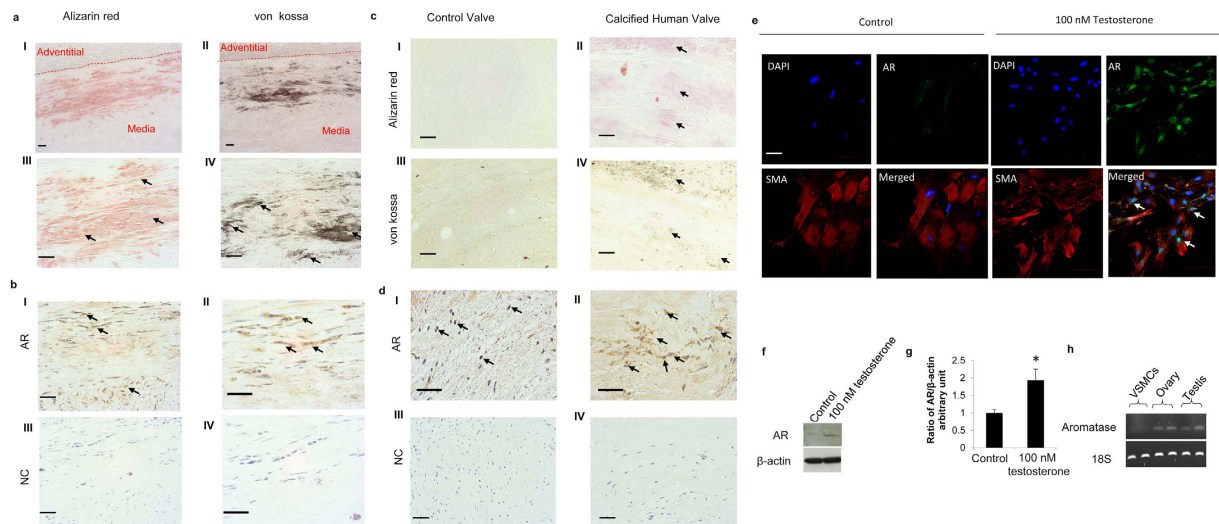 a
Alizarin red
von kossa
I
Adventitial
Media
II
Adventitial
Media
III
IV
b
AR
I
II
NC
III
IV
c
Control Valve
Calcified Human Valve
Alizarin red
I
II
von kossa
III
IV
d
AR
I
II
NC
III
IV
e
Control
100 nM Testosterone
DAPI
AR
DAPI
AR
SMA
Merged
SMA
Merged
f
Control
100 nM testosterone
AR
β-actin
g
Ratio of AR/β-actin
arbitrary unit
2.5
2
1.5
1
0.5
0
*
Control
100 nM
testosterone
h
VSMCs
Ovary
Testis
Aromatase
18S